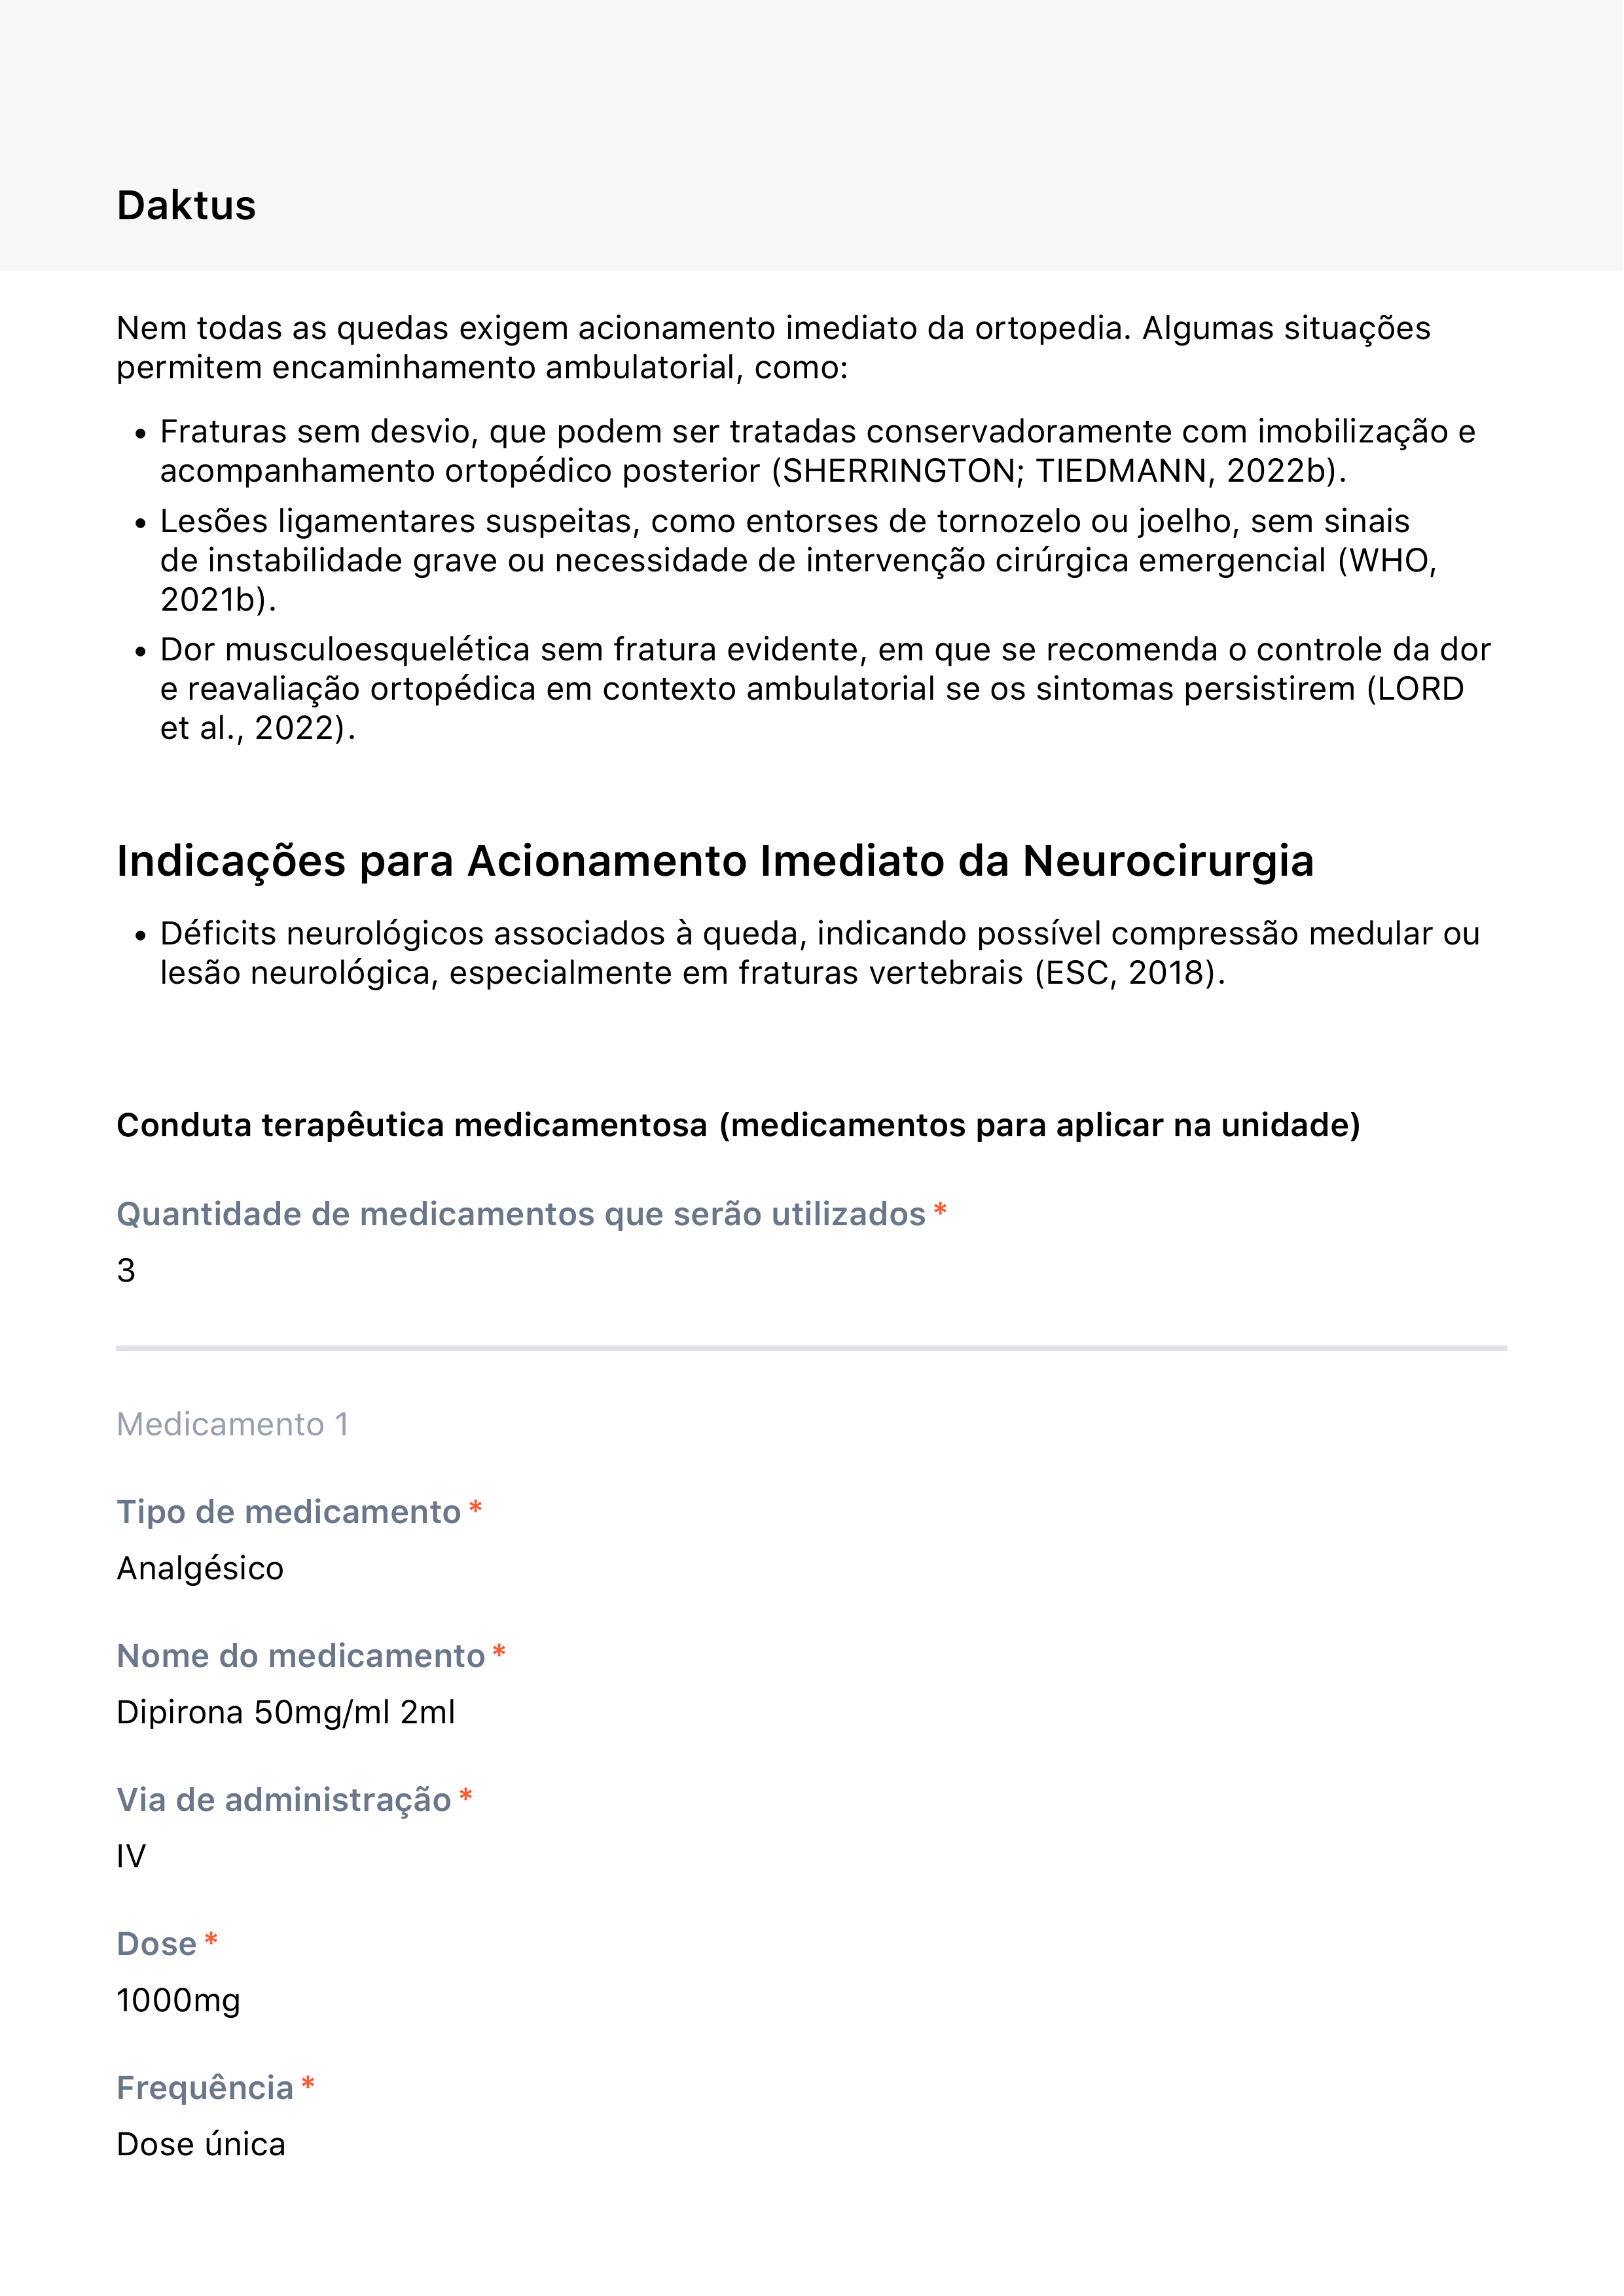 Daktus
Nem todas as quedas exigem acionamento imediato da ortopedia. Algumas situações
permitem encaminhamento ambulatorial, como:
• Fraturas sem desvio, que podem ser tratadas conservadoramente com imobilização e
acompanhamento ortopédico posterior (SHERRINGTON; TIEDMANN, 2022b).
• Lesões ligamentares suspeitas, como entorses de tornozelo ou joelho, sem sinais
de instabilidade grave ou necessidade de intervenção cirúrgica emergencial (WHO,
2021b).
• Dor musculoesquelética sem fratura evidente, em que se recomenda o controle da dor
e reavaliação ortopédica em contexto ambulatorial se os sintomas persistirem (LORD
et al., 2022).
Indicações para Acionamento Imediato da Neurocirurgia
• Déficits neurológicos associados à queda, indicando possível compressão medular ou
lesão neurológica, especialmente em fraturas vertebrais (ESC, 2018).
Conduta terapêutica medicamentosa (medicamentos para aplicar na unidade)
Quantidade de medicamentos que serão utilizados *
3
Medicamento 1
Tipo de medicamento *
Analgésico
Nome do medicamento *
Dipirona 50mg/ml 2ml
Via de administração *
IV
Dose *
1000mg
Frequência *
Dose única